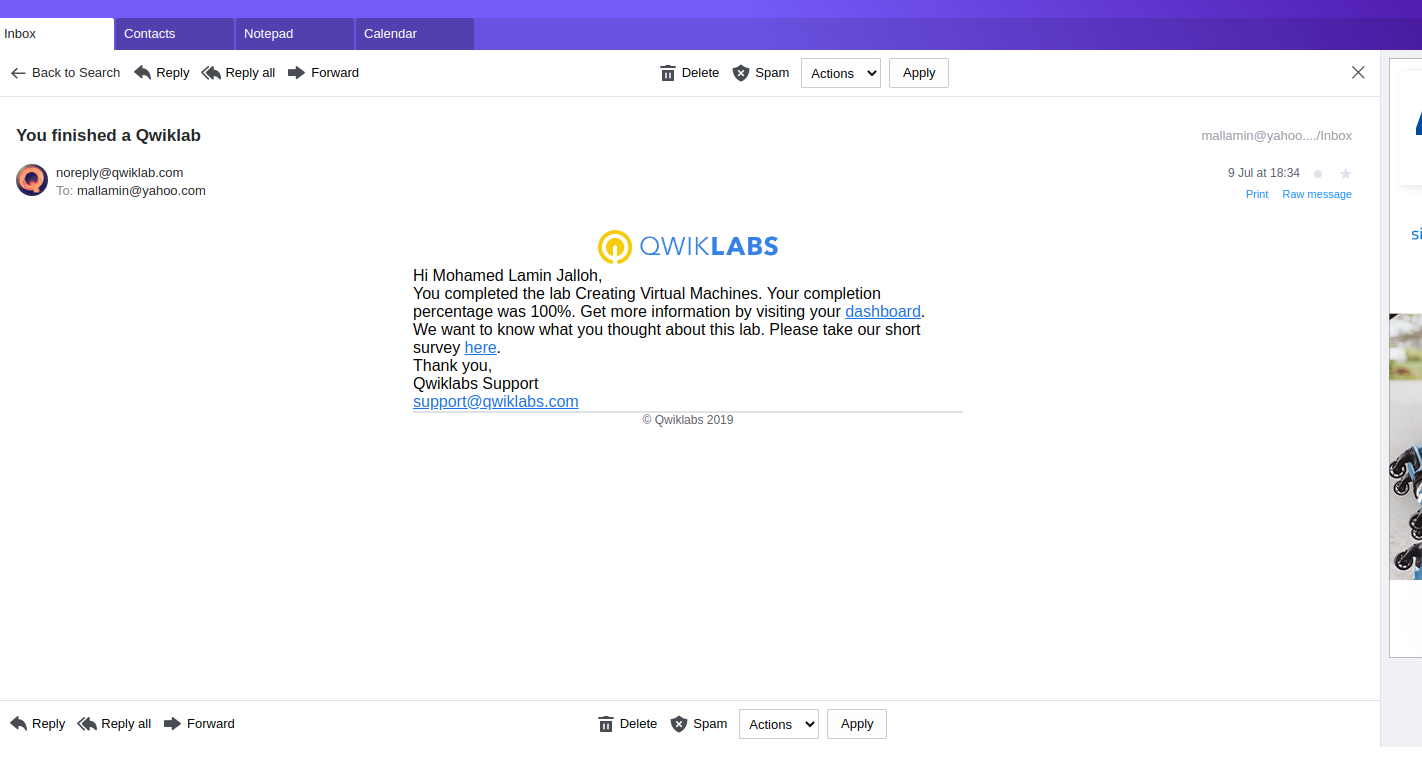 Inbox Contacts Notepad Calendar
Back to Search Reply Reply all Forward Delete Spam Actions Apply
You finished a Qwiklab mallamin@yahoo..../Inbox
noreply@qwiklab.com 9 Jul at 18:34
To: mallamin@yahoo.com Print Raw message
QWIKLABS
Hi Mohamed Lamin Jalloh,
You completed the lab Creating Virtual Machines. Your completion
percentage was 100%. Get more information by visiting your dashboard.
We want to know what you thought about this lab. Please take our short
survey here.
Thank you,
Qwiklabs Support
support@qwiklabs.com
© Qwiklabs 2019
Reply Reply all Forward Delete Spam Actions Apply